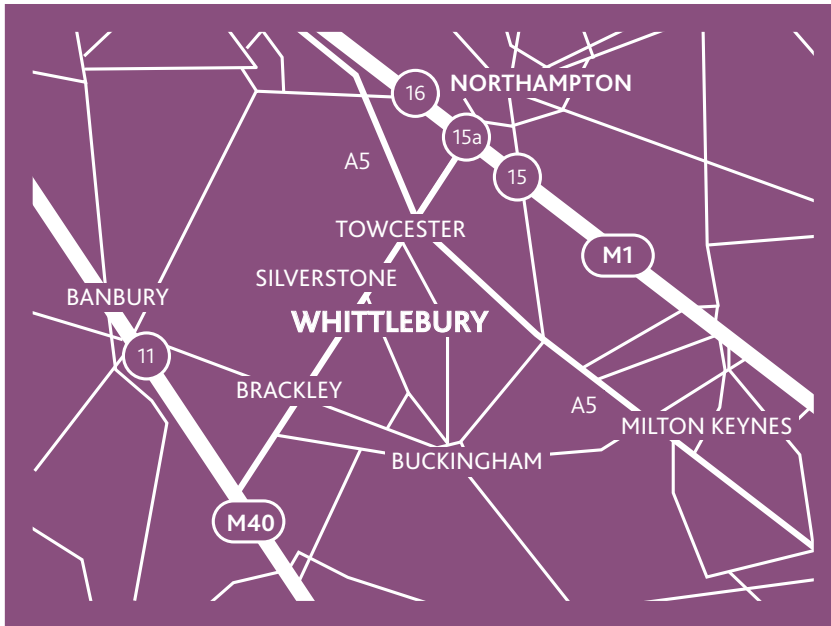 NORTHAMPTON
16
15a
A5
15
TOWCESTER
M1
SILVERSTONE
BANBURY
WHITTLEBURY
11
BRACKLEY
A5
MILTON KEYNES
BUCKINGHAM
M40